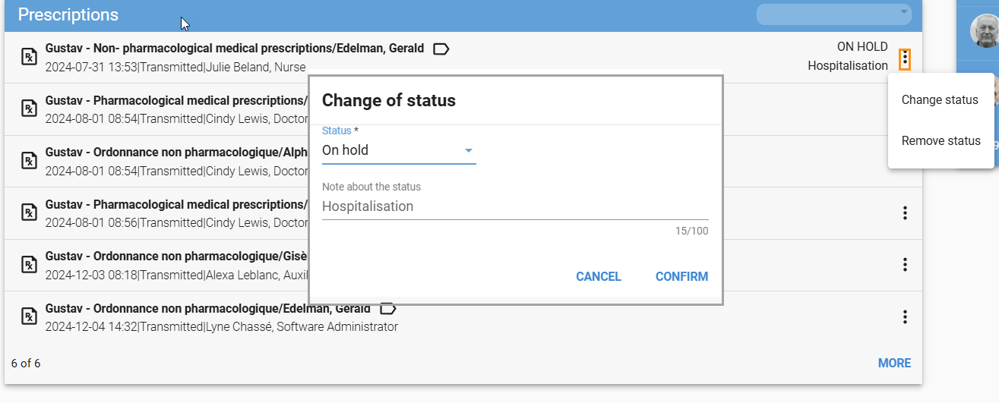 Prescriptions
Gustav - Non- pharmacological medical prescriptions/Edelman, Gerald
2024-07-31 13:53|Transmitted|Julie Beland, Nurse
ON HOLD
Hospitalisation
Change status
Remove status
Gustav - Pharmacological medical prescriptions/
2024-08-01 08:54|Transmitted|Cindy Lewis, Doctor
Gustav - Ordonnance non pharmacologique/Alph
2024-08-01 08:54|Transmitted|Cindy Lewis, Doctor
Gustav - Pharmacological medical prescriptions/
2024-08-01 08:56|Transmitted|Cindy Lewis, Doctor
Gustav - Ordonnance non pharmacologique/Gisè
2024-12-03 08:18|Transmitted|Alexa Leblanc, Auxil
Gustav - Ordonnance non pharmacologique/Edelman, Gerald
2024-12-04 14:32|Transmitted|Lyne Chassé, Software Administrator
Change of status
Status *
On hold
Note about the status
Hospitalisation
15/100
CANCEL CONFIRM
6 of 6
MORE